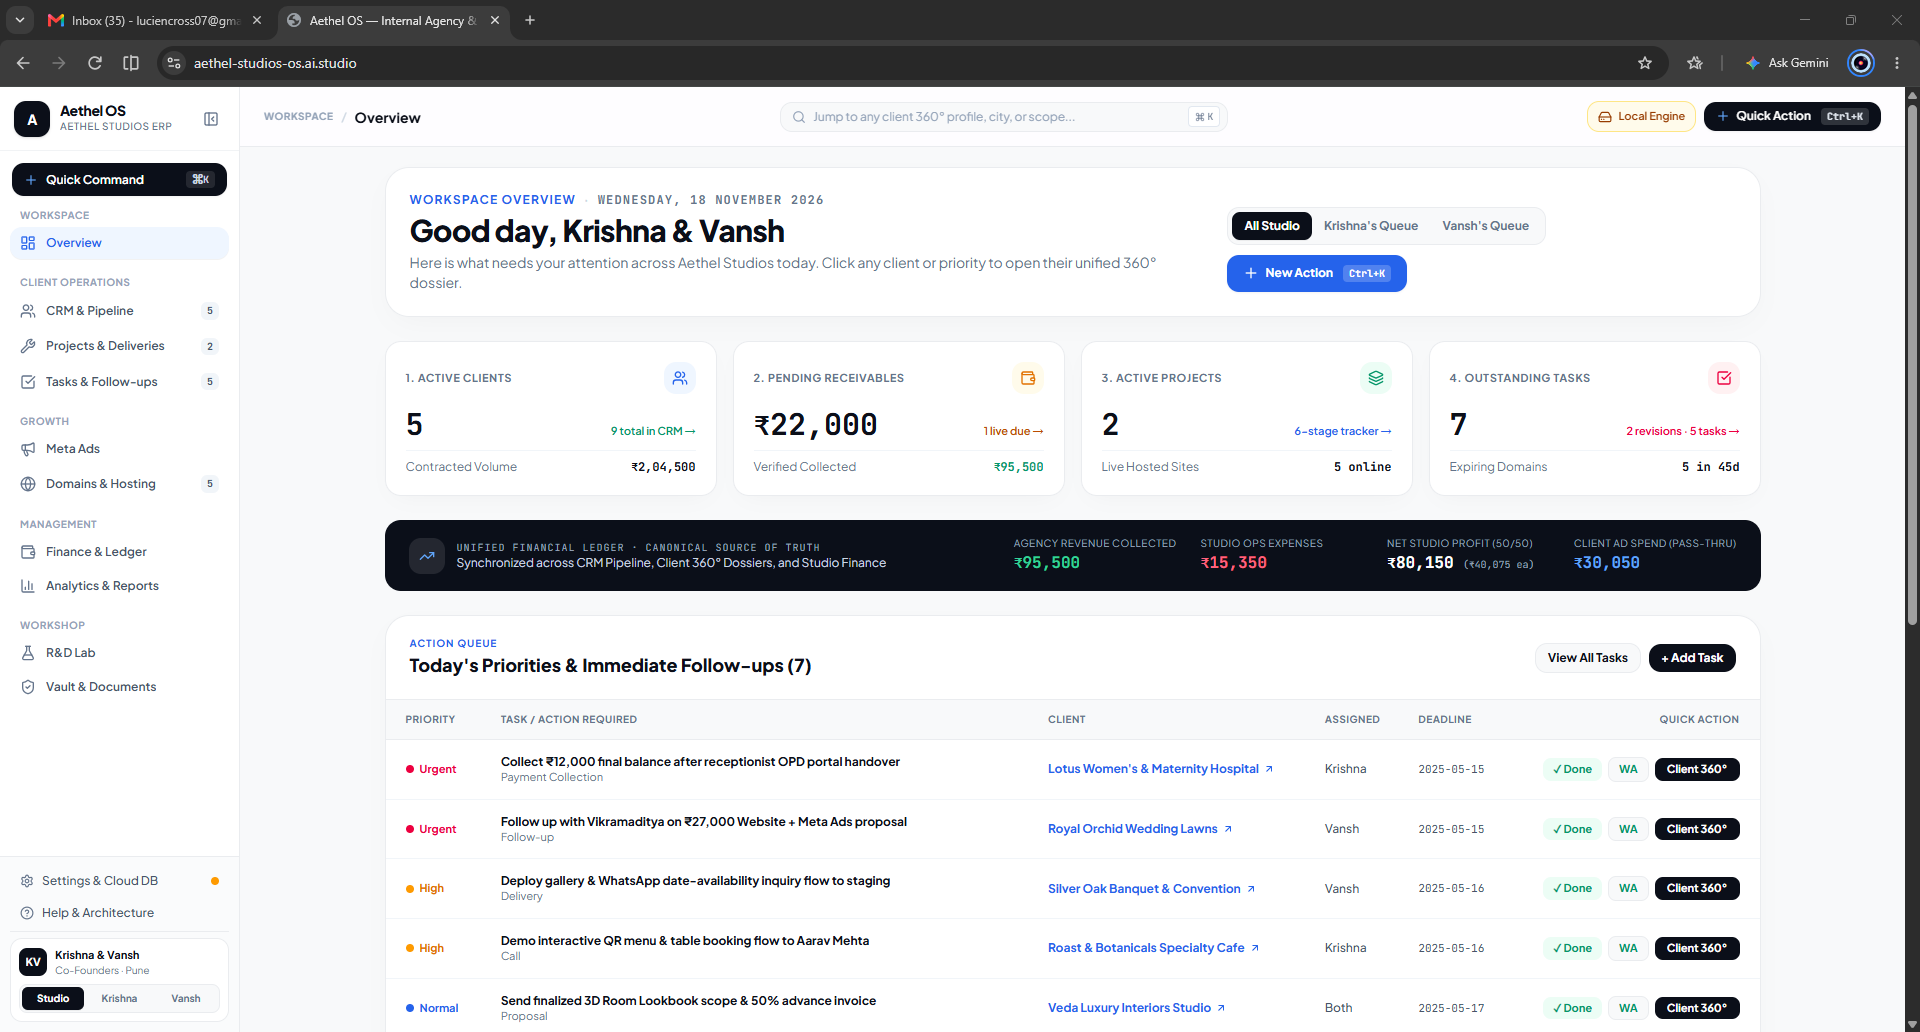 Inbox (35) - luciencross07@gma
Aethel OS — Internal Agency &
aethel-studios-os.ai.studio
Ask Gemini
A
Aethel OS
AETHEL STUDIOS ERP
WORKSPACE / Overview
Jump to any client 360° profile, city, or scope...
⌘ K
Local Engine
+ Quick Action Ctrl+K
+ Quick Command ⌘K
WORKSPACE
Overview
CLIENT OPERATIONS
CRM & Pipeline 5
Projects & Deliveries 2
Tasks & Follow-ups 5
GROWTH
Meta Ads
Domains & Hosting 5
MANAGEMENT
Finance & Ledger
Analytics & Reports
WORKSHOP
R&D Lab
Vault & Documents
Settings & Cloud DB
Help & Architecture
KV
Krishna & Vansh
Co-Founders · Pune
Studio Krishna Vansh
WORKSPACE OVERVIEW · WEDNESDAY, 18 NOVEMBER 2026
Good day, Krishna & Vansh
Here is what needs your attention across Aethel Studios today. Click any client or priority to open their unified 360°
dossier.
All Studio Krishna's Queue Vansh's Queue
+ New Action Ctrl+K
1. ACTIVE CLIENTS
5
9 total in CRM →
Contracted Volume ₹2,04,500
2. PENDING RECEIVABLES
₹22,000
1 live due →
Verified Collected ₹95,500
3. ACTIVE PROJECTS
2
6-stage tracker →
Live Hosted Sites 5 online
4. OUTSTANDING TASKS
7
2 revisions · 5 tasks →
Expiring Domains 5 in 45d
UNIFIED FINANCIAL LEDGER · CANONICAL SOURCE OF TRUTH
Synchronized across CRM Pipeline, Client 360° Dossiers, and Studio Finance
AGENCY REVENUE COLLECTED
₹95,500
STUDIO OPS EXPENSES
₹15,350
NET STUDIO PROFIT (50/50)
₹80,150 (₹40,075 ea)
CLIENT AD SPEND (PASS-THRU)
₹30,050
ACTION QUEUE
Today's Priorities & Immediate Follow-ups (7)
View All Tasks
+ Add Task
PRIORITY TASK / ACTION REQUIRED CLIENT ASSIGNED DEADLINE QUICK ACTION
Urgent Collect ₹12,000 final balance after receptionist OPD portal handover Lotus Women's & Maternity Hospital ↗ Krishna 2025-05-15 ✓ Done WA Client 360°
Payment Collection
Urgent Follow up with Vikramaditya on ₹27,000 Website + Meta Ads proposal Royal Orchid Wedding Lawns ↗ Vansh 2025-05-15 ✓ Done WA Client 360°
Follow-up
High Deploy gallery & WhatsApp date-availability inquiry flow to staging Silver Oak Banquet & Convention ↗ Vansh 2025-05-16 ✓ Done WA Client 360°
Delivery
High Demo interactive QR menu & table booking flow to Aarav Mehta Roast & Botanicals Specialty Cafe ↗ Krishna 2025-05-16 ✓ Done WA Client 360°
Call
Normal Send finalized 3D Room Lookbook scope & 50% advance invoice Veda Luxury Interiors Studio ↗ Both 2025-05-17 ✓ Done WA Client 360°
Proposal